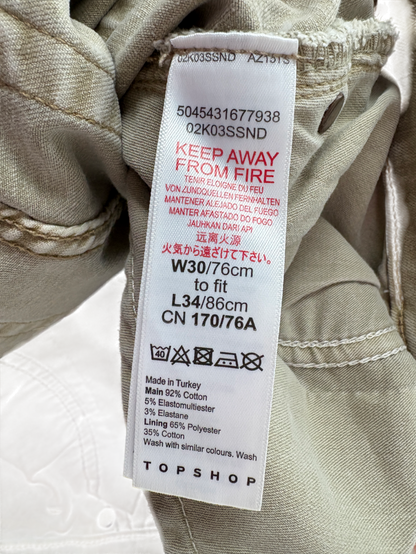 02K03SSND AZ131S
5045431677938
02K03SSND
KEEP AWAY
FROM FIRE
TENIR ELOIGNE DU FEU
VON ZUNDQUELLEN FERNHALTEN
MANTENER ALEJADO DEL FUEGO
MANTER AFASTADO DO FOGO
JAUHKAN DARI API
远离火源
火気から遠ざけて下さい。
W30/76cm
to fit
L34/86cm
CN 170/76A
40
Made in Turkey
Main 92% Cotton
5% Elastomultiester
3% Elastane
Lining 65% Polyester
35% Cotton
Wash with similar colours. Wash
TOPSHOP